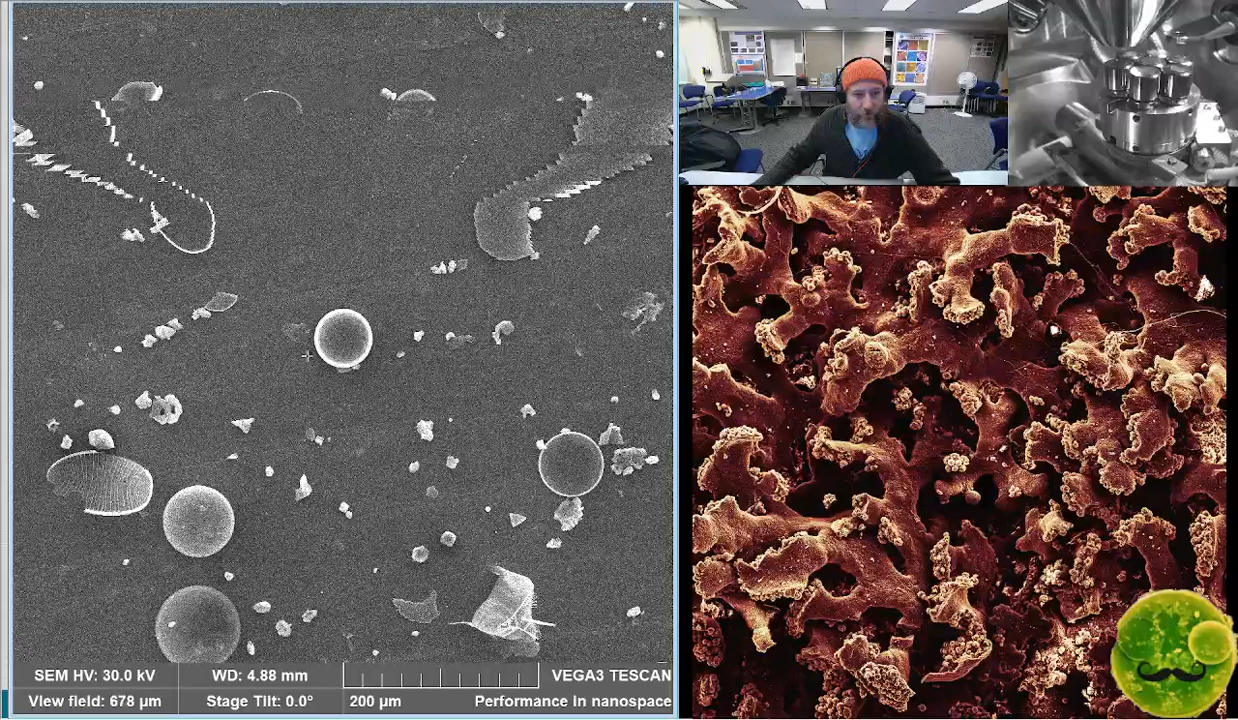 SEM HV: 30.0 kV
WD: 4.88 mm
VEGA3 TESCAN
View field: 678 µm
Stage Tilt: 0.0°
200 µm
Performance in nanospace